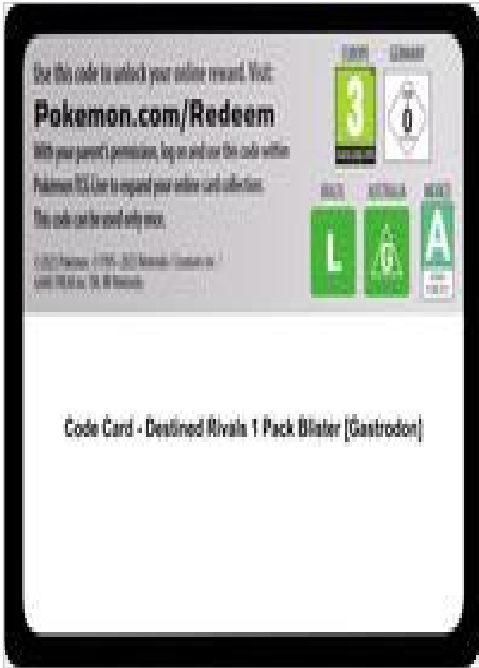 Use this code to unlock your online reward. Visit:
Pokemon.com/Redeem
With your parent's permission, log on and use this code within
Pokémon TCG Live to expand your online card collection.
This code can be used only once.
EUROPE GERMANY
3
0
BRAZIL AUSTRALIA MEXICO
L
G
A
Code Card - Destined Rivals 1 Pack Blister [Gastrodon]